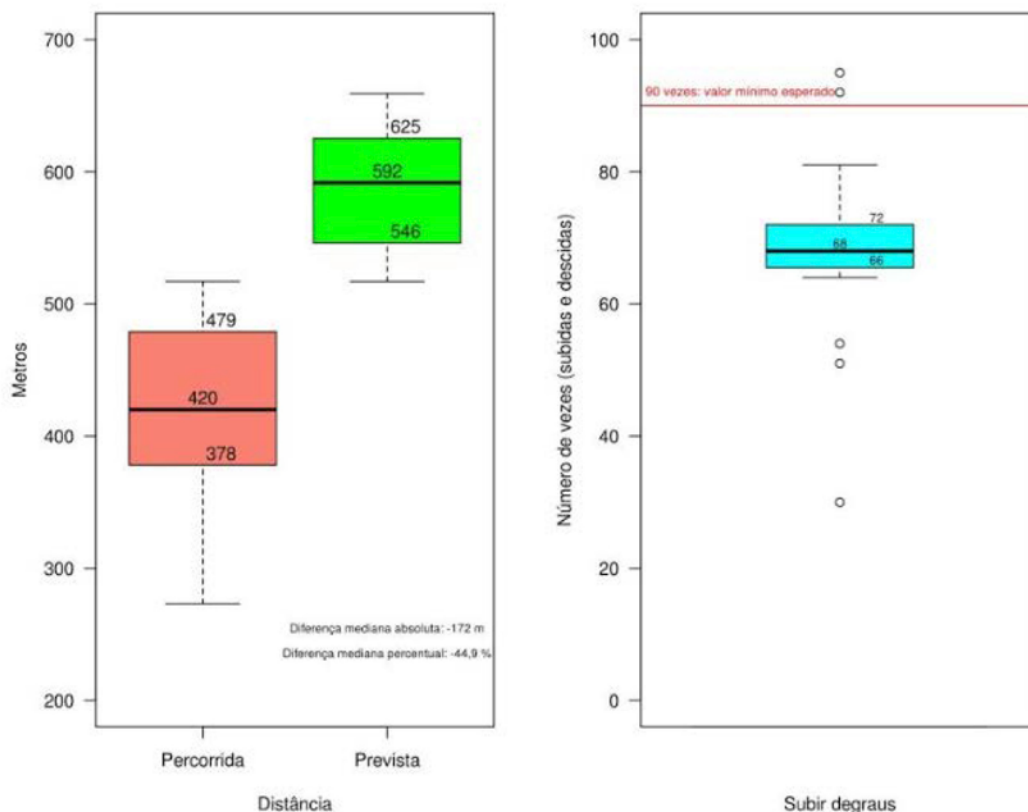 700
600
500
400
300
200
Metros
625
592
546
479
420
378
Diferença mediana absoluta: -172 m
Diferença mediana percentual: -44,9 %
Percorrida
Prevista
Distância
100
80
60
40
20
0
Número de vezes (subidas e descidas)
90 vezes: valor mínimo esperado
72
68
66
Subir degraus